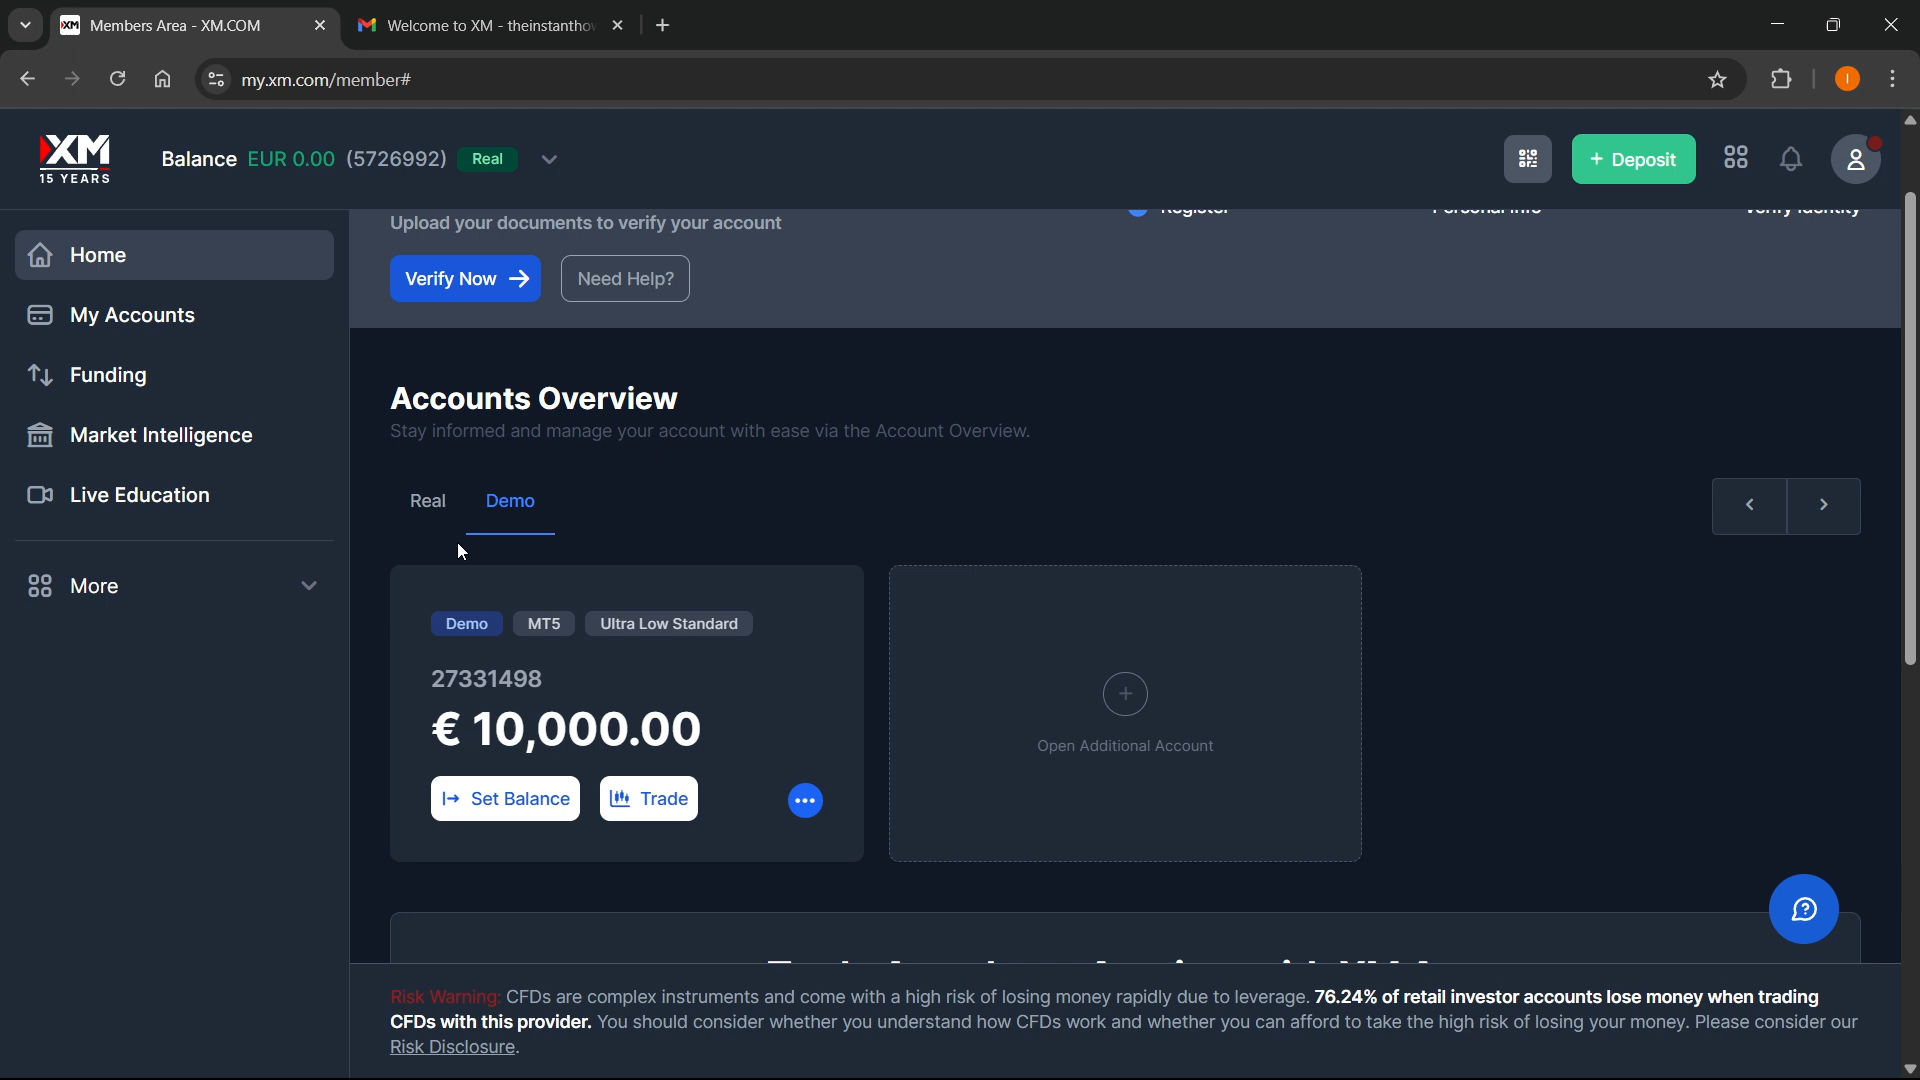 Members Area - XM.COM
Welcome to XM - theinstantho
my.xm.com/member#
I
XM
15 YEARS
Balance EUR 0.00 (5726992) Real
+ Deposit
Home
My Accounts
Funding
Market Intelligence
Live Education
More
Upload your documents to verify your account
Register
Personal Info
Verify Identity
Verify Now
Need Help?
Accounts Overview
Stay informed and manage your account with ease via the Account Overview.
Real Demo
Demo MT5 Ultra Low Standard
27331498
€ 10,000.00
Set Balance
Trade
Open Additional Account
Risk Warning: CFDs are complex instruments and come with a high risk of losing money rapidly due to leverage. 76.24% of retail investor accounts lose money when trading
CFDs with this provider. You should consider whether you understand how CFDs work and whether you can afford to take the high risk of losing your money. Please consider our
Risk Disclosure.